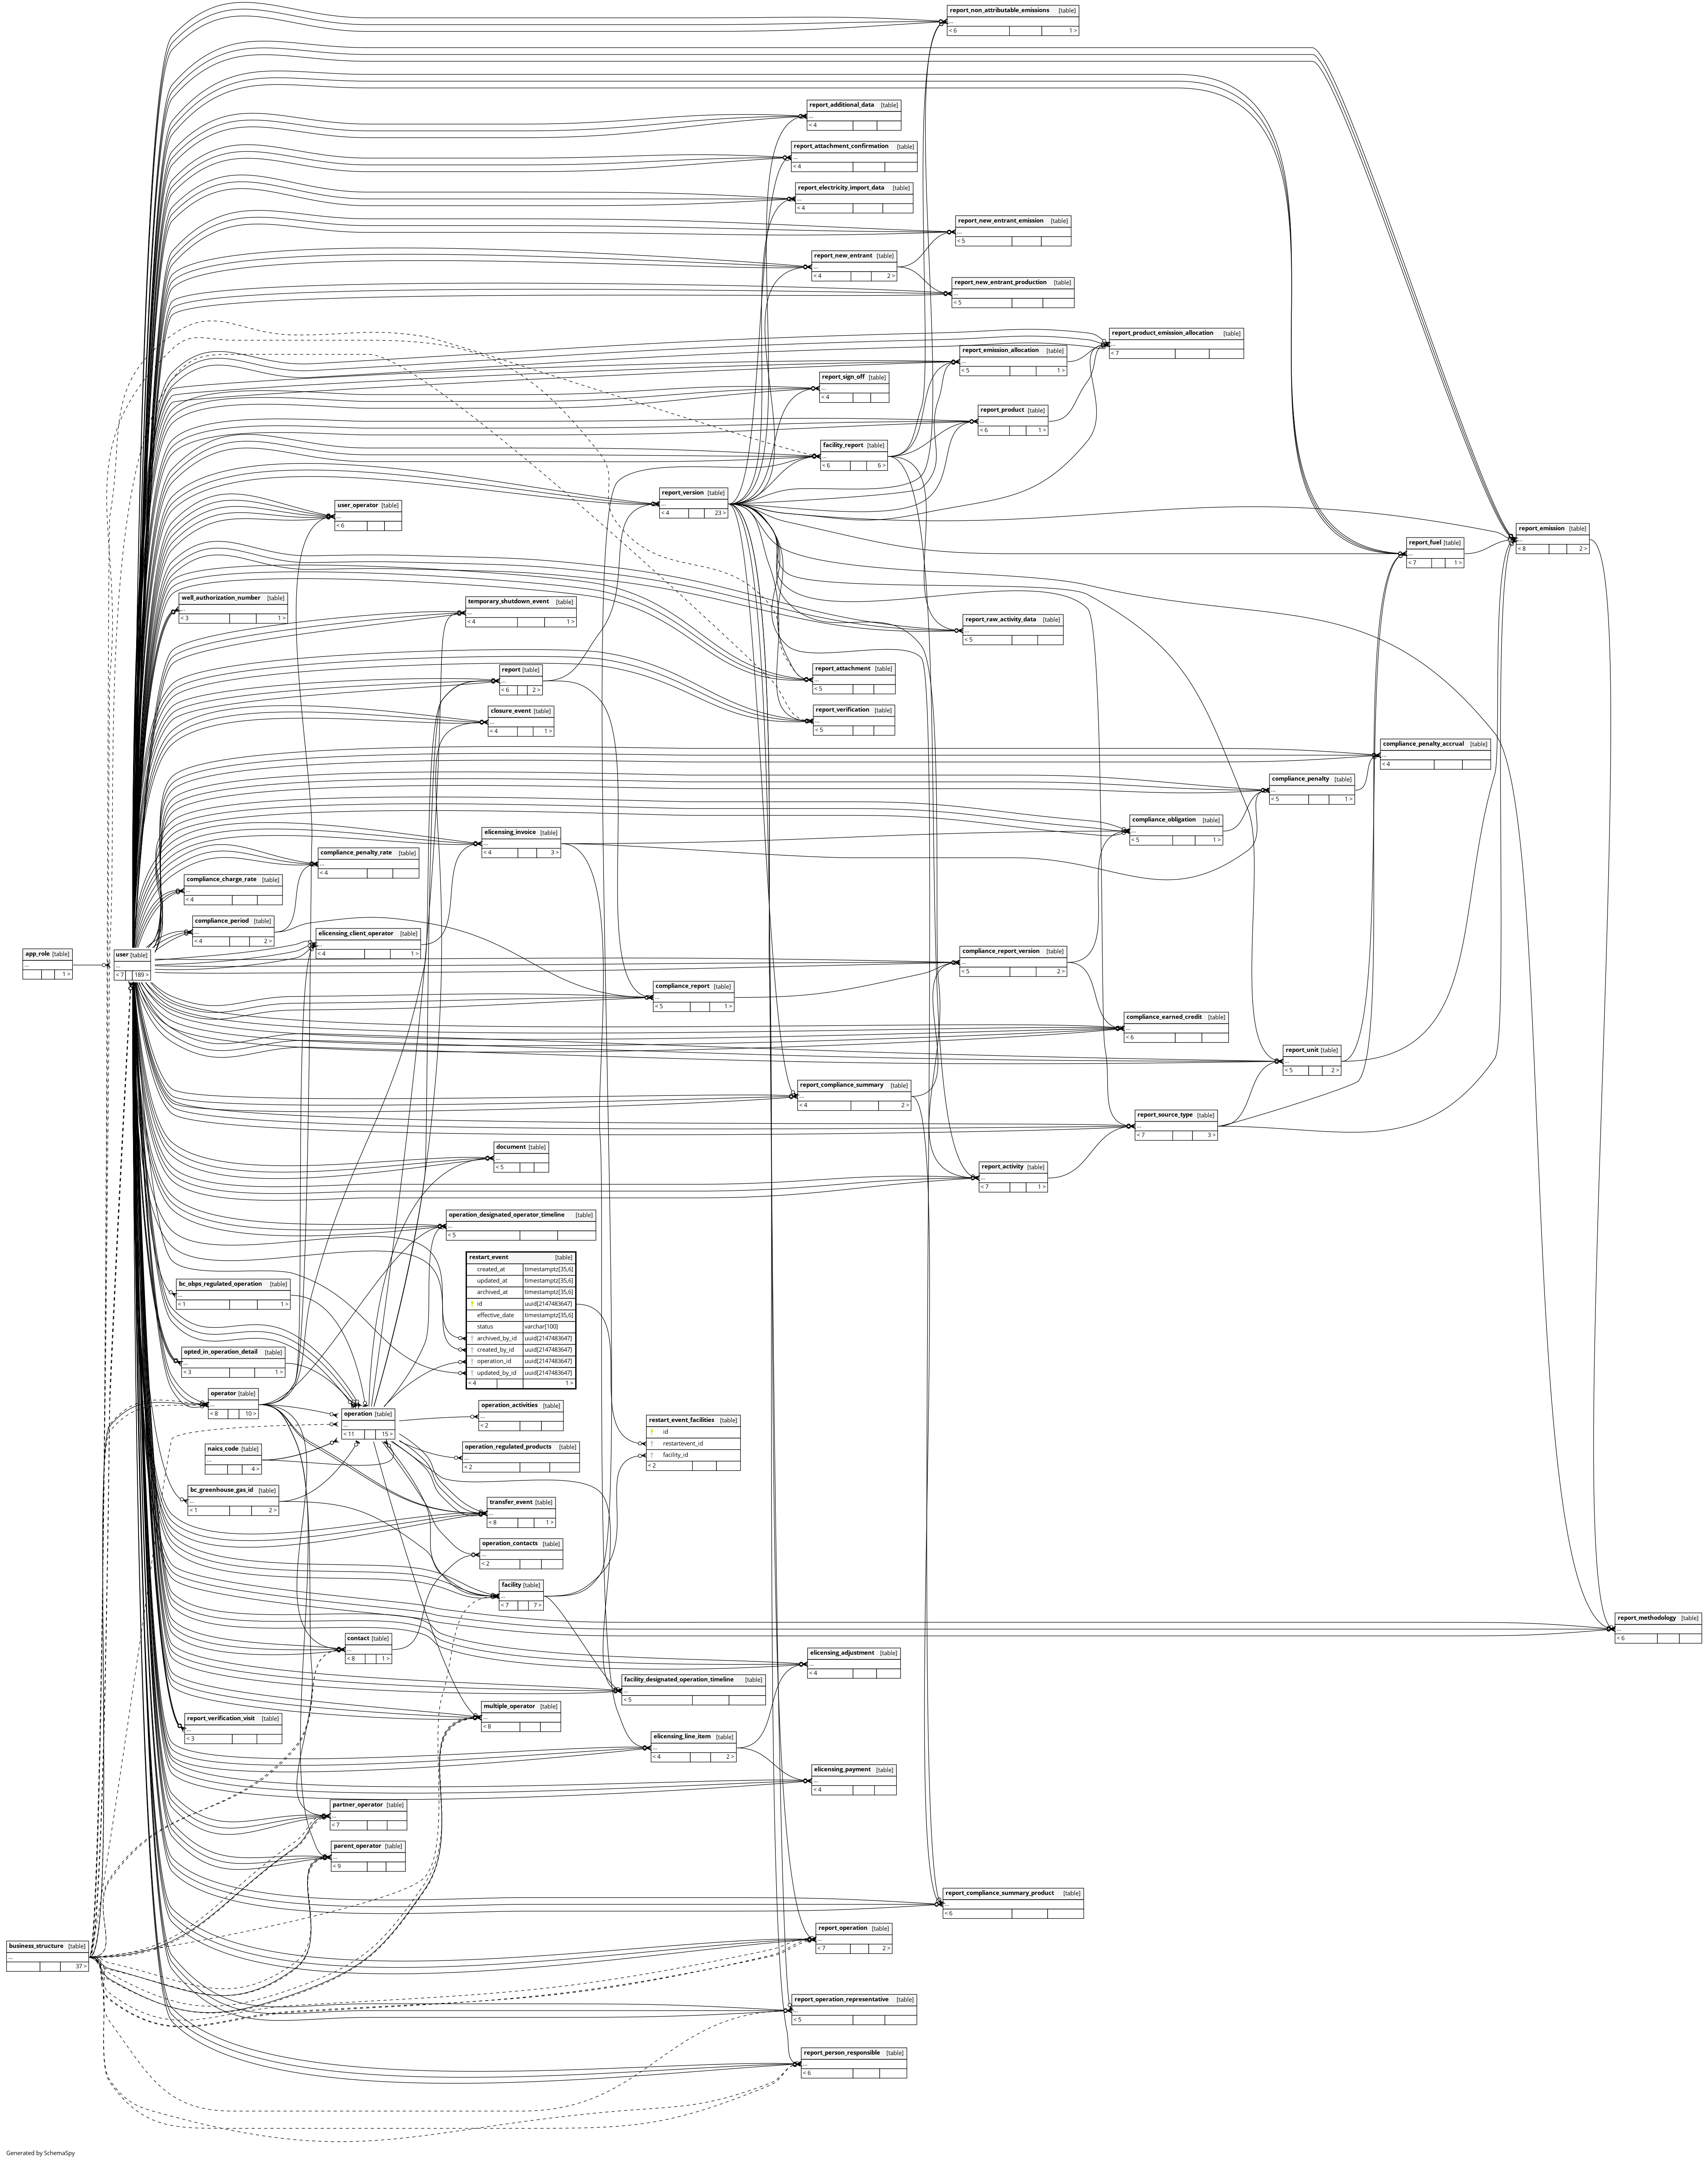 report_non_attributable_emissions [table]
...
< 6 1 >
report_additional_data [table]
...
< 4
report_attachment_confirmation [table]
...
< 4
report_electricity_import_data [table]
...
< 4
report_new_entrant_emission [table]
...
< 5
report_new_entrant [table]
...
< 4 2 >
report_new_entrant_production [table]
...
< 5
report_product_emission_allocation [table]
...
< 7
report_emission_allocation [table]
...
< 5 1 >
report_sign_off [table]
...
< 4
report_product [table]
...
< 6 1 >
facility_report [table]
...
< 6 6 >
report_version [table]
...
< 4 23 >
user_operator [table]
...
< 6
report_emission [table]
...
< 8 2 >
report_fuel [table]
...
< 7 1 >
well_authorization_number [table]
...
< 3 1 >
temporary_shutdown_event [table]
...
< 4 1 >
report_raw_activity_data [table]
...
< 5
report [table]
...
< 6 2 >
report_attachment [table]
...
< 5
closure_event [table]
...
< 4 1 >
report_verification [table]
...
< 5
compliance_penalty_accrual [table]
...
< 4
compliance_penalty [table]
...
< 5 1 >
compliance_obligation [table]
...
< 5 1 >
elicensing_invoice [table]
...
< 4 3 >
compliance_penalty_rate [table]
...
< 4
compliance_charge_rate [table]
...
< 4
compliance_period [table]
...
< 4 2 >
elicensing_client_operator [table]
...
< 4 1 >
app_role [table]
...
1 >
user [table]
...
< 7 189 >
compliance_report_version [table]
...
< 5 2 >
compliance_report [table]
...
< 5 1 >
compliance_earned_credit [table]
...
< 6
report_unit [table]
...
< 5 2 >
report_compliance_summary [table]
...
< 4 2 >
report_source_type [table]
...
< 7 3 >
document [table]
...
< 5
report_activity [table]
...
< 7 1 >
operation_designated_operator_timeline [table]
...
< 5
restart_event [table]
created_at timestamptz[35,6]
updated_at timestamptz[35,6]
archived_at timestamptz[35,6]
id uuid[2147483647]
effective_date timestamptz[35,6]
status varchar[100]
archived_by_id uuid[2147483647]
created_by_id uuid[2147483647]
operation_id uuid[2147483647]
updated_by_id uuid[2147483647]
< 4 1 >
bc_obps_regulated_operation [table]
...
< 1 1 >
opted_in_operation_detail [table]
...
< 3 1 >
operator [table]
...
< 8 10 >
operation [table]
...
< 11 15 >
operation_activities [table]
...
< 2
restart_event_facilities [table]
id
restartevent_id
facility_id
< 2
naics_code [table]
...
4 >
operation_regulated_products [table]
...
< 2
bc_greenhouse_gas_id [table]
...
< 1 2 >
transfer_event [table]
...
< 8 1 >
operation_contacts [table]
...
< 2
facility [table]
...
< 7 7 >
report_methodology [table]
...
< 6
contact [table]
...
< 8 1 >
elicensing_adjustment [table]
...
< 4
facility_designated_operation_timeline [table]
...
< 5
multiple_operator [table]
...
< 8
report_verification_visit [table]
...
< 3
elicensing_line_item [table]
...
< 4 2 >
elicensing_payment [table]
...
< 4
partner_operator [table]
...
< 7
parent_operator [table]
...
< 9
report_compliance_summary_product [table]
...
< 6
report_operation [table]
...
< 7 2 >
business_structure [table]
...
37 >
report_operation_representative [table]
...
< 5
report_person_responsible [table]
...
< 6
Generated by SchemaSpy